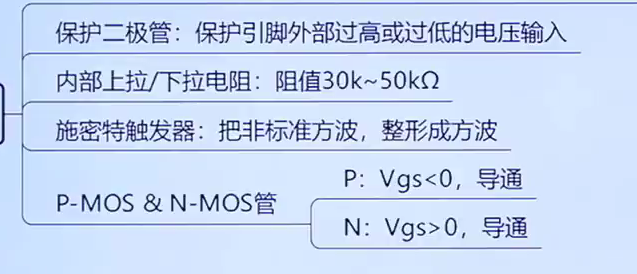 保护二极管：保护引脚外部过高或过低的电压输入
内部上拉/下拉电阻：阻值30k~50kΩ
施密特触发器：把非标准方波，整形成方波
P-MOS & N-MOS管
P：Vgs<0，导通
N：Vgs>0，导通